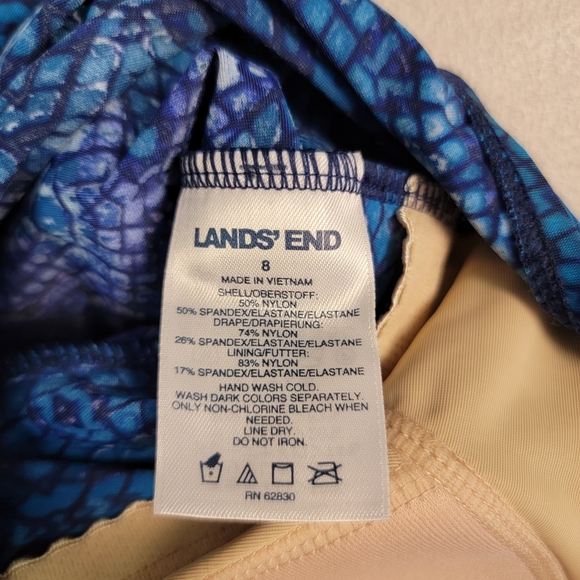 LANDS' END
8
MADE IN VIETNAM
SHELL/OBERSTOFF:
50% NYLON
50% SPANDEX/ELASTANE/ELASTANE
DRAPE/DRAPIERUNG:
74% NYLON
26% SPANDEX/ELASTANE/ELASTANE
LINING/FUTTER:
83% NYLON
17% SPANDEX/ELASTANE/ELASTANE
HAND WASH COLD.
WASH DARK COLORS SEPARATELY.
ONLY NON-CHLORINE BLEACH WHEN
NEEDED.
LINE DRY.
DO NOT IRON.
RN 62830